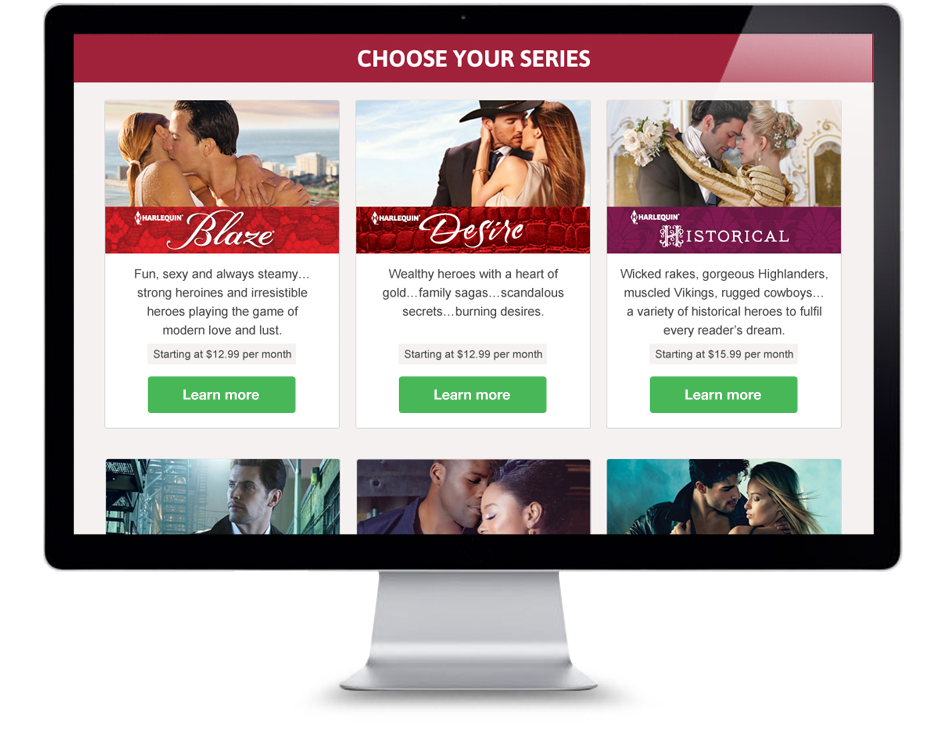 CHOOSE YOUR SERIES
HARLEQUIN®
Blaze®
HARLEQUIN®
Desire
HARLEQUIN®
HISTORICAL
Fun, sexy and always steamy…
strong heroines and irresistible
heroes playing the game of
modern love and lust.
Starting at $12.99 per month
Learn more
Wealthy heroes with a heart of
gold…family sagas…scandalous
secrets…burning desires.
Starting at $12.99 per month
Learn more
Wicked rakes, gorgeous Highlanders,
muscled Vikings, rugged cowboys…
a variety of historical heroes to fulfil
every reader’s dream.
Starting at $15.99 per month
Learn more